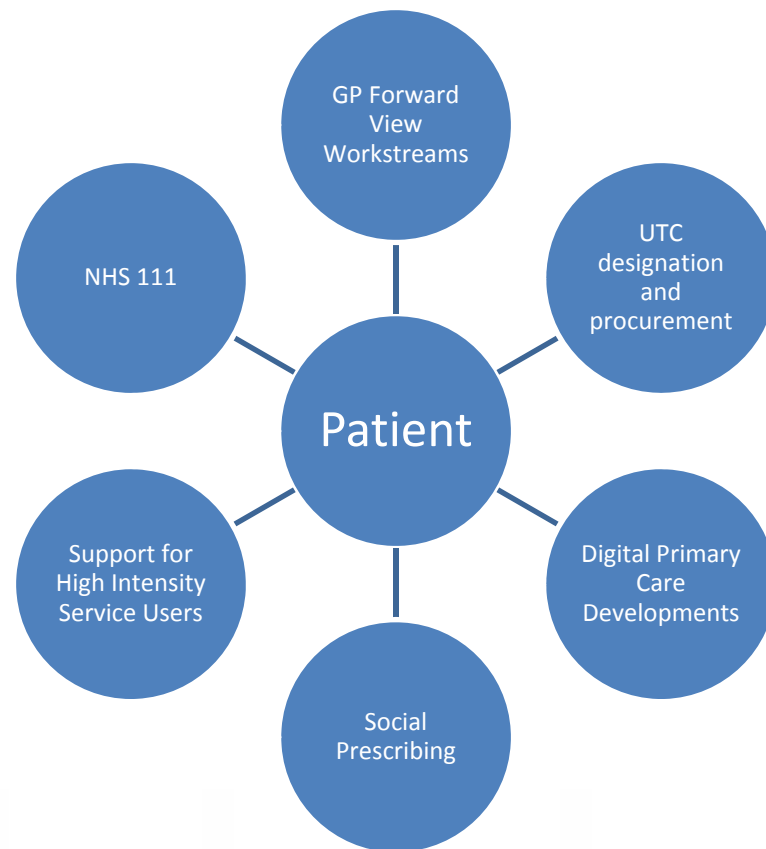 GP Forward
View
Workstreams
NHS 111
UTC
designation
and
procurement
Patient
Support for
High Intensity
Service Users
Digital Primary
Care
Developments
Social
Prescribing